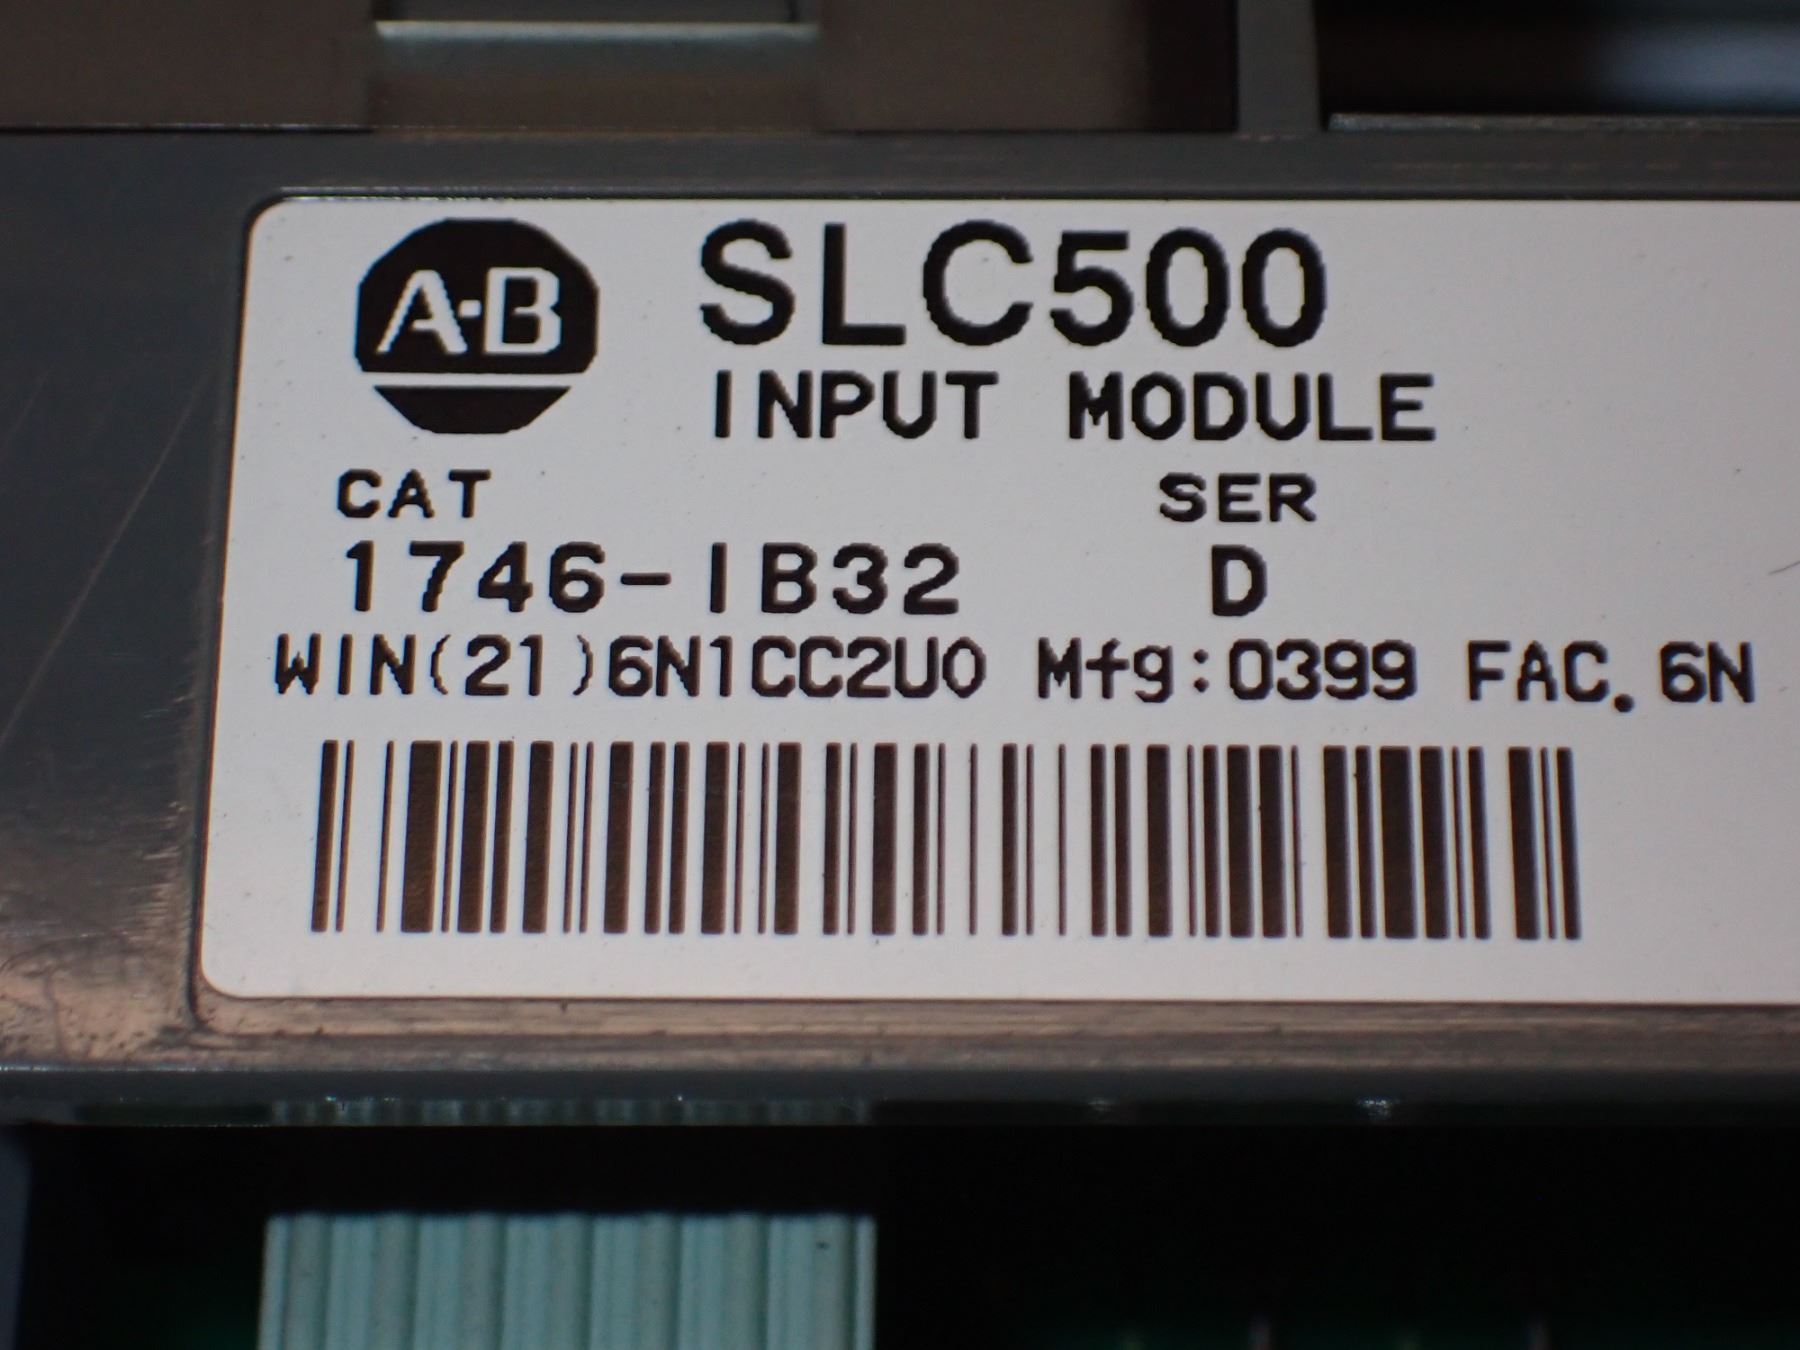 A-B
SLC500
INPUT MODULE
CAT SER
1746-IB32 D
WIN(21)6N1CC2U0 Mfg:0399 FAC.6N